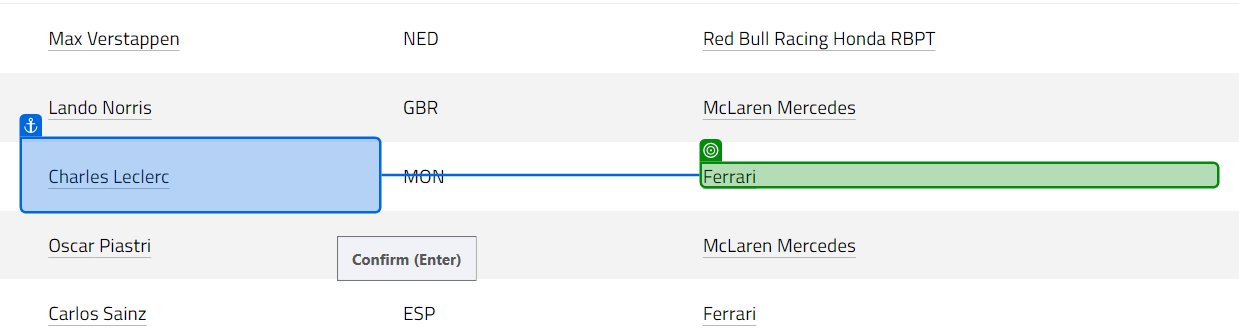 Max Verstappen NED Red Bull Racing Honda RBPT
Lando Norris GBR McLaren Mercedes
Charles Leclerc MON Ferrari
Oscar Piastri McLaren Mercedes
Confirm (Enter)
Carlos Sainz ESP Ferrari